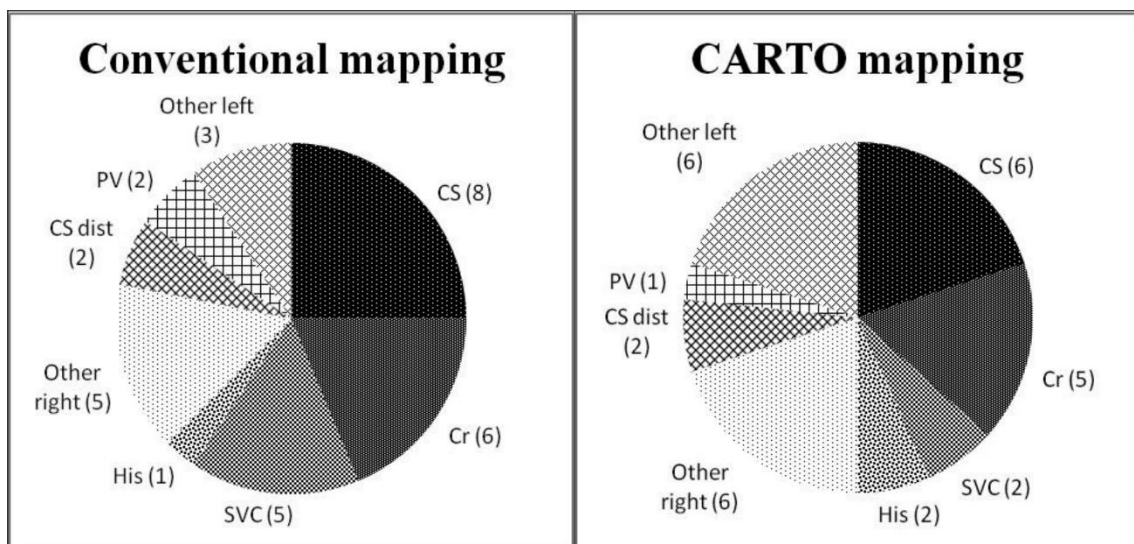 Conventional mapping
Other left
(3)
PV (2)
CS dist
(2)
Other
right (5)
His (1)
SVC (5)
Cr (6)
CS (8)
CARTO mapping
Other left
(6)
PV (1)
CS dist
(2)
Other
right (6)
His (2)
SVC (2)
Cr (5)
CS (6)